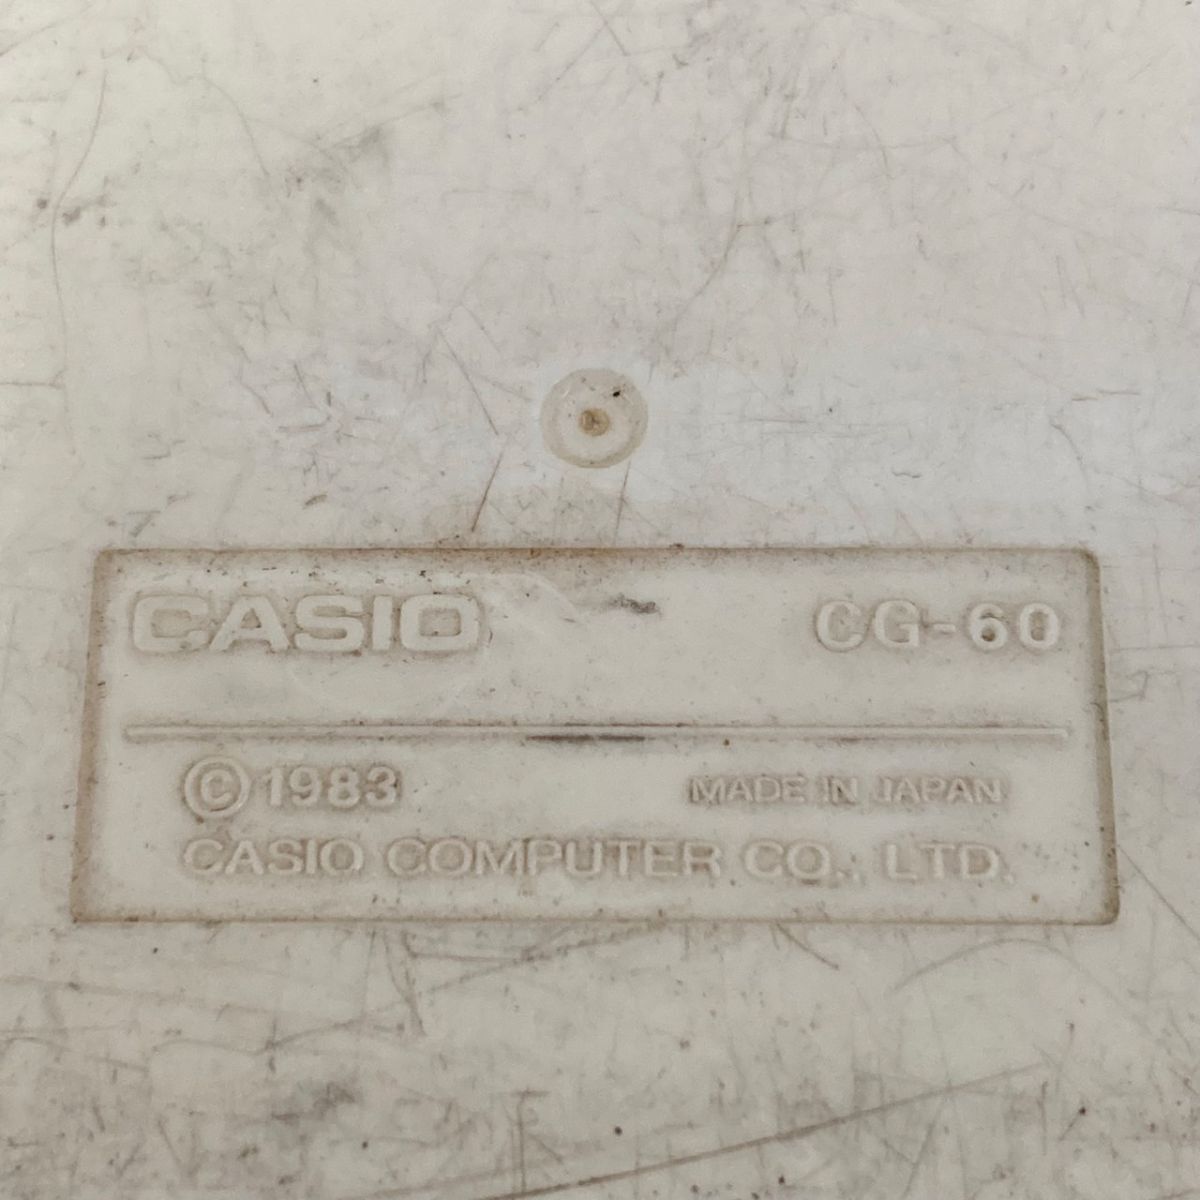 CASIO CG-60
©1983 MADE IN JAPAN
CASIO COMPUTER CO., LTD.